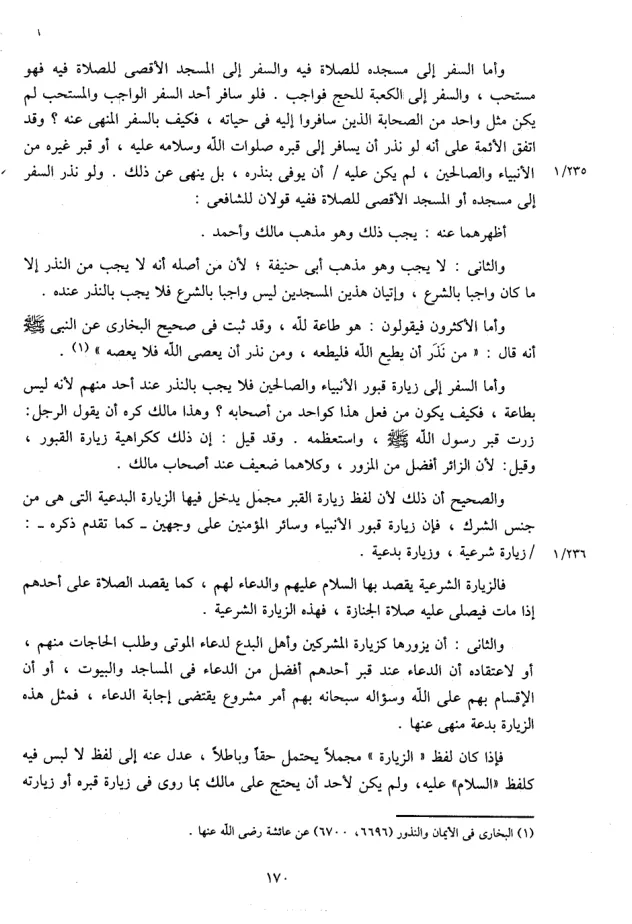 وأما السفر إلى مسجده للصلاة فيه والسفر إلى المسجد الأقصى للصلاة فيه فهو
مستحب ، والسفر إلى الكعبة للحج فواجب . فلو سافر أحد السفر الواجب والمستحب لم
يكن مثل واحد من الصحابة الذين سافروا إليه فى حياته ، فكيف بالسفر المنهى عنه ؟ وقد
اتفق الأئمة على أنه لو نذر أن يسافر إلى قبره صلوات الله وسلامه عليه ، أو قبر غيره من
١/٢٣٥ الأنبياء والصالحين ، لم يكن عليه / أن يوفى بنذره ، بل ينهى عن ذلك . ولو نذر السفر
إلى مسجده أو المسجد الأقصى للصلاة ففيه قولان للشافعى :
أظهرهما عنه : يجب ذلك وهو مذهب مالك وأحمد .
والثانى : لا يجب وهو مذهب أبى حنيفة ؛ لأن من أصله أنه لا يجب من النذر إلا
ما كان واجبا بالشرع ، وإتيان هذين المسجدين ليس واجبا بالشرع فلا يجب بالنذر عنده .
وأما الأكثرون فيقولون : هو طاعة لله ، وقد ثبت فى صحيح البخارى عن النبى ﷺ
أنه قال : « من نَذَر أن يطيع الله فليطعه ، ومن نذر أن يعصى الله فلا يعصه » (١) .
وأما السفر إلى زيارة قبور الأنبياء والصالحين فلا يجب بالنذر عند أحد منهم لأنه ليس
بطاعة ، فكيف يكون من فعل هذا كواحد من أصحابه ؟ وهذا مالك كره أن يقول الرجل:
زرت قبر رسول الله ﷺ ، واستعظمه . وقد قيل : إن ذلك ككراهية زيارة القبور ،
وقيل: لأن الزائر أفضل من المزور ، وكلاهما ضعيف عند أصحاب مالك .
والصحيح أن ذلك لأن لفظ زيارة القبر مجمل يدخل فيها الزيارة البدعية التى هى من
جنس الشرك ، فإن زيارة قبور الأنبياء وسائر المؤمنين على وجهين ـ كما تقدم ذكره ـ :
١/٢٣٦ / زيارة شرعية ، وزيارة بدعية .
فالزيارة الشرعية يقصد بها السلام عليهم والدعاء لهم ، كما يقصد الصلاة على أحدهم
إذا مات فيصلى عليه صلاة الجنازة ، فهذه الزيارة الشرعية .
والثانى : أن يزورها كزيارة المشركين وأهل البدع لدعاء الموتى وطلب الحاجات منهم ،
أو لاعتقاده أن الدعاء عند قبر أحدهم أفضل من الدعاء فى المساجد والبيوت ، أو أن
الإقسام بهم على الله وسؤاله سبحانه بهم أمر مشروع يقتضى إجابة الدعاء ، فمثل هذه
الزيارة بدعة منهى عنها .
فإذا كان لفظ « الزيارة » مجملاً يحتمل حقاً وباطلاً ، عدل عنه إلى لفظ لا لبس فيه
كلفظ «السلام» عليه، ولم يكن لأحد أن يحتج على مالك بما روى فى زيارة قبره أو زيارته
(١) البخارى فى الأيمان والنذور (٦٦٩٦، ٦٧٠٠) عن عائشة رضى الله عنها .
١٧٠